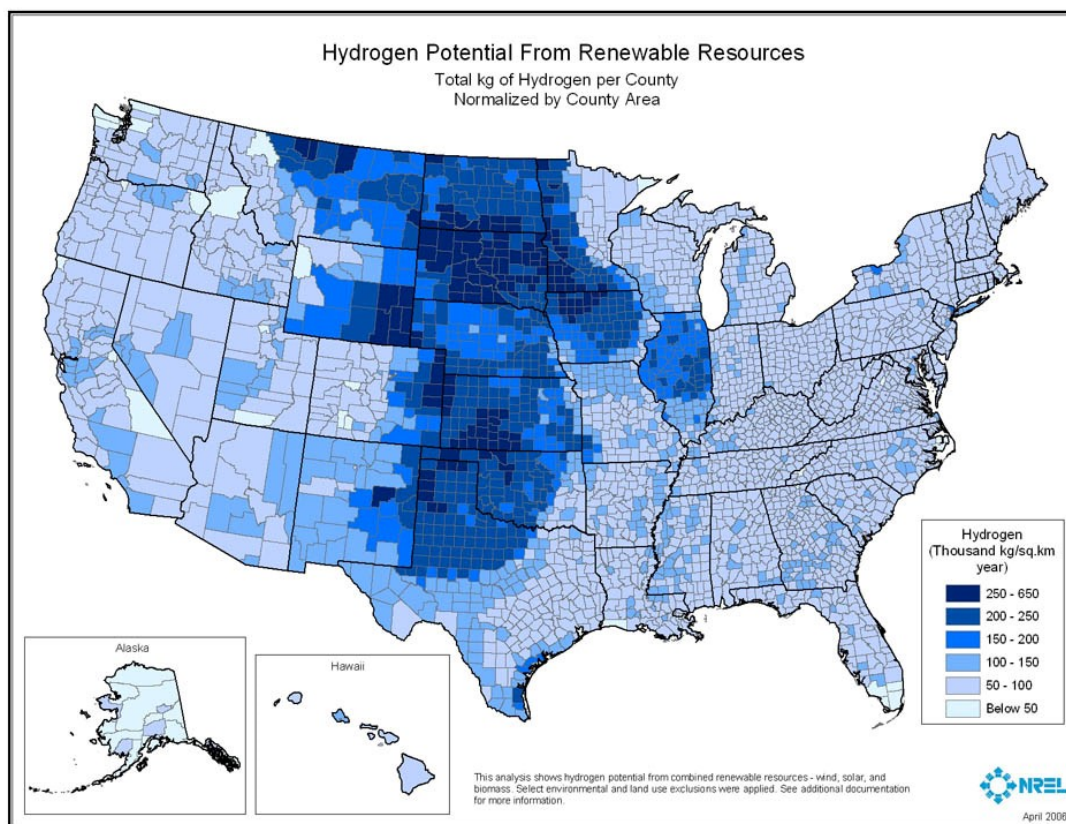 Hydrogen Potential From Renewable Resources
Total kg of Hydrogen per County
Normalized by County Area
Hydrogen
(Thousand kg/sq.km
year)
250 - 650
200 - 250
150 - 200
100 - 150
50 - 100
Below 50
Alaska
Hawaii
This analysis shows hydrogen potential from combined renewable resources - wind, solar, and
biomass. Select environmental and land use exclusions were applied. See additional documentation
for more information.
NREL
April 2006